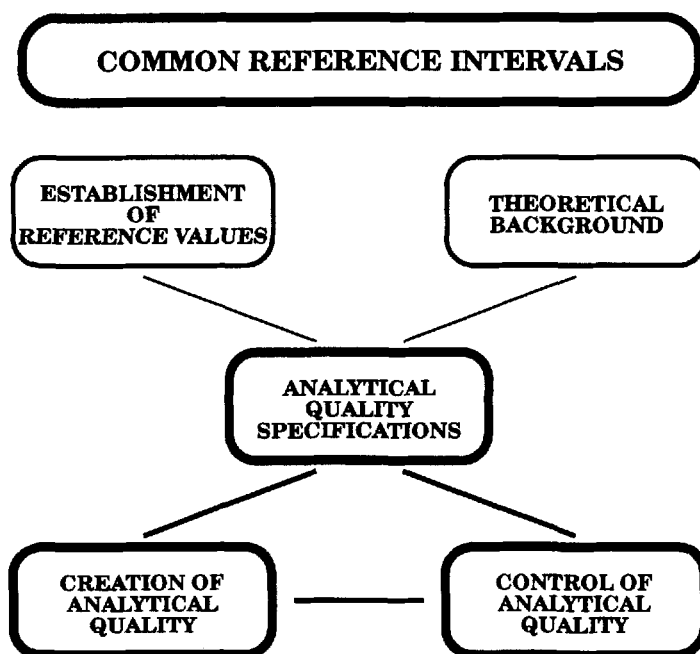 COMMON REFERENCE INTERVALS
ESTABLISHMENT
OF
REFERENCE VALUES
THEORETICAL
BACKGROUND
ANALYTICAL
QUALITY
SPECIFICATIONS
CREATION OF
ANALYTICAL
QUALITY
CONTROL OF
ANALYTICAL
QUALITY